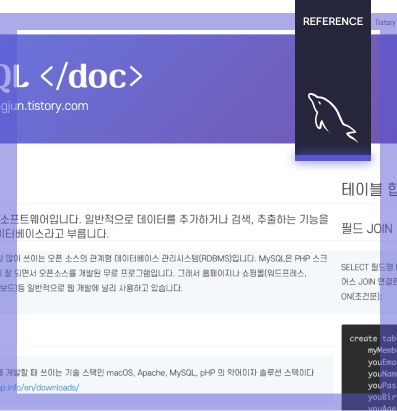 REFERENCE
Tistory
QL </doc>
gjun.tistory.com
소프트웨어입니다. 일반적으로 데이터를 추가하거나 검색, 추출하는 기능을
이터베이스라고 부릅니다.
많이 쓰이는 오픈 소스의 관계형 데이터베이스 관리시스템(RDBMS)입니다. MySQL은 PHP 스크
잘 되면서 오픈소스를 개발된 무료 프로그램입니다. 그래서 홈페이지나 쇼핑몰(워드프레스,
보드)등 일반적으로 웹 개발에 널리 사용하고 있습니다.
개발할 때 쓰이는 기술 스택인 macOS, Apache, MySQL, pHP 의 약어이자 솔루션 스택이다
p.info/en/downloads/
테이블 합
필드 JOIN
SELECT 필드명
어스 JOIN 연결할
ON(조건문);
create tab
myMemb
youEma
youNam
youPas
youBir
youAge